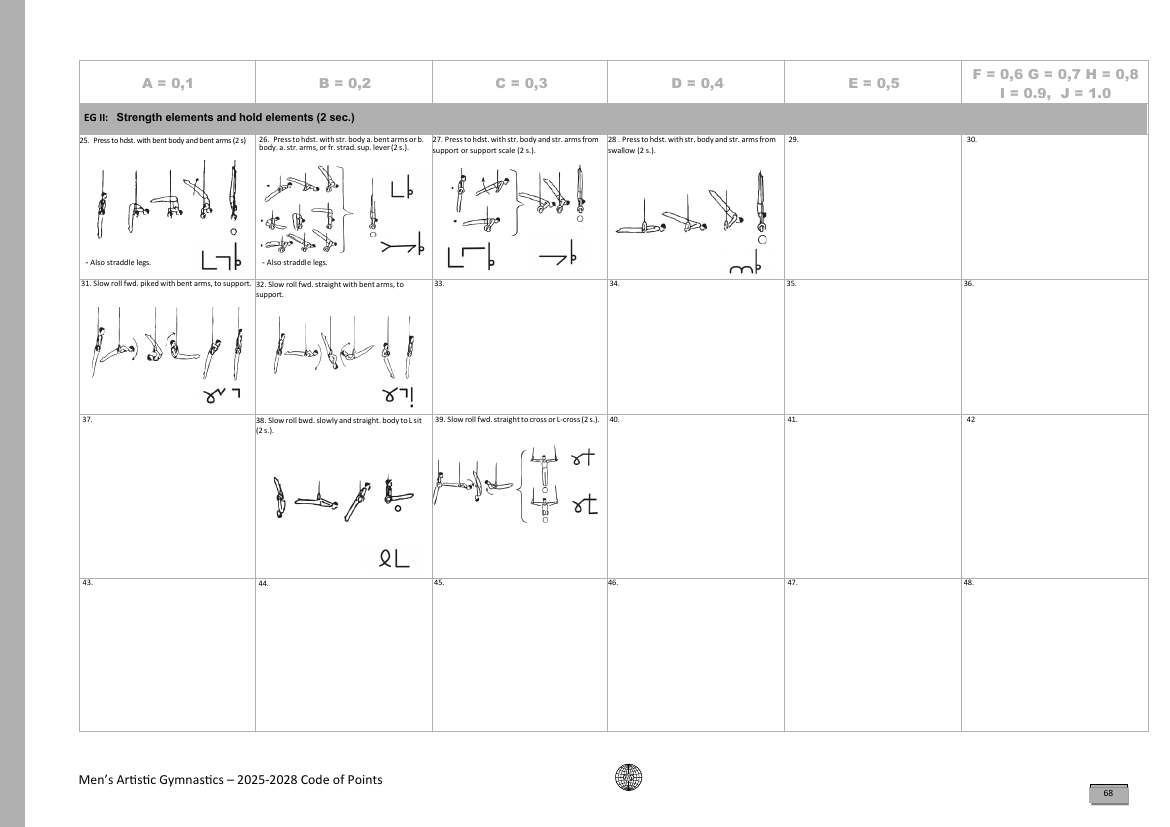 A = 0,1
B = 0,2
C = 0,3
D = 0,4
E = 0,5
F = 0,6 G = 0,7 H = 0,8
I = 0.9, J = 1.0
EG II: Strength elements and hold elements (2 sec.)
25. Press to hdst. with bent body and bent arms (2 s)
- Also straddle legs.
26. Press to hdst. with str. body a. bent arms or b.
body. a. str. arms, or fr. strad. sup. lever (2 s.).
- Also straddle legs.
27. Press to hdst. with str. body and str. arms from
support or support scale (2 s.).
28 . Press to hdst. with str. body and str. arms from
swallow (2 s.).
29.
30.
31. Slow roll fwd. piked with bent arms, to support.
32. Slow roll fwd. straight with bent arms, to
support.
33.
34.
35.
36.
37.
38. Slow roll bwd. slowly and straight. body to L sit
(2 s.).
39. Slow roll fwd. straight to cross or L-cross (2 s.).
40.
41.
42
43.
44.
45.
46.
47.
48.
Men's Artistic Gymnastics – 2025-2028 Code of Points
68